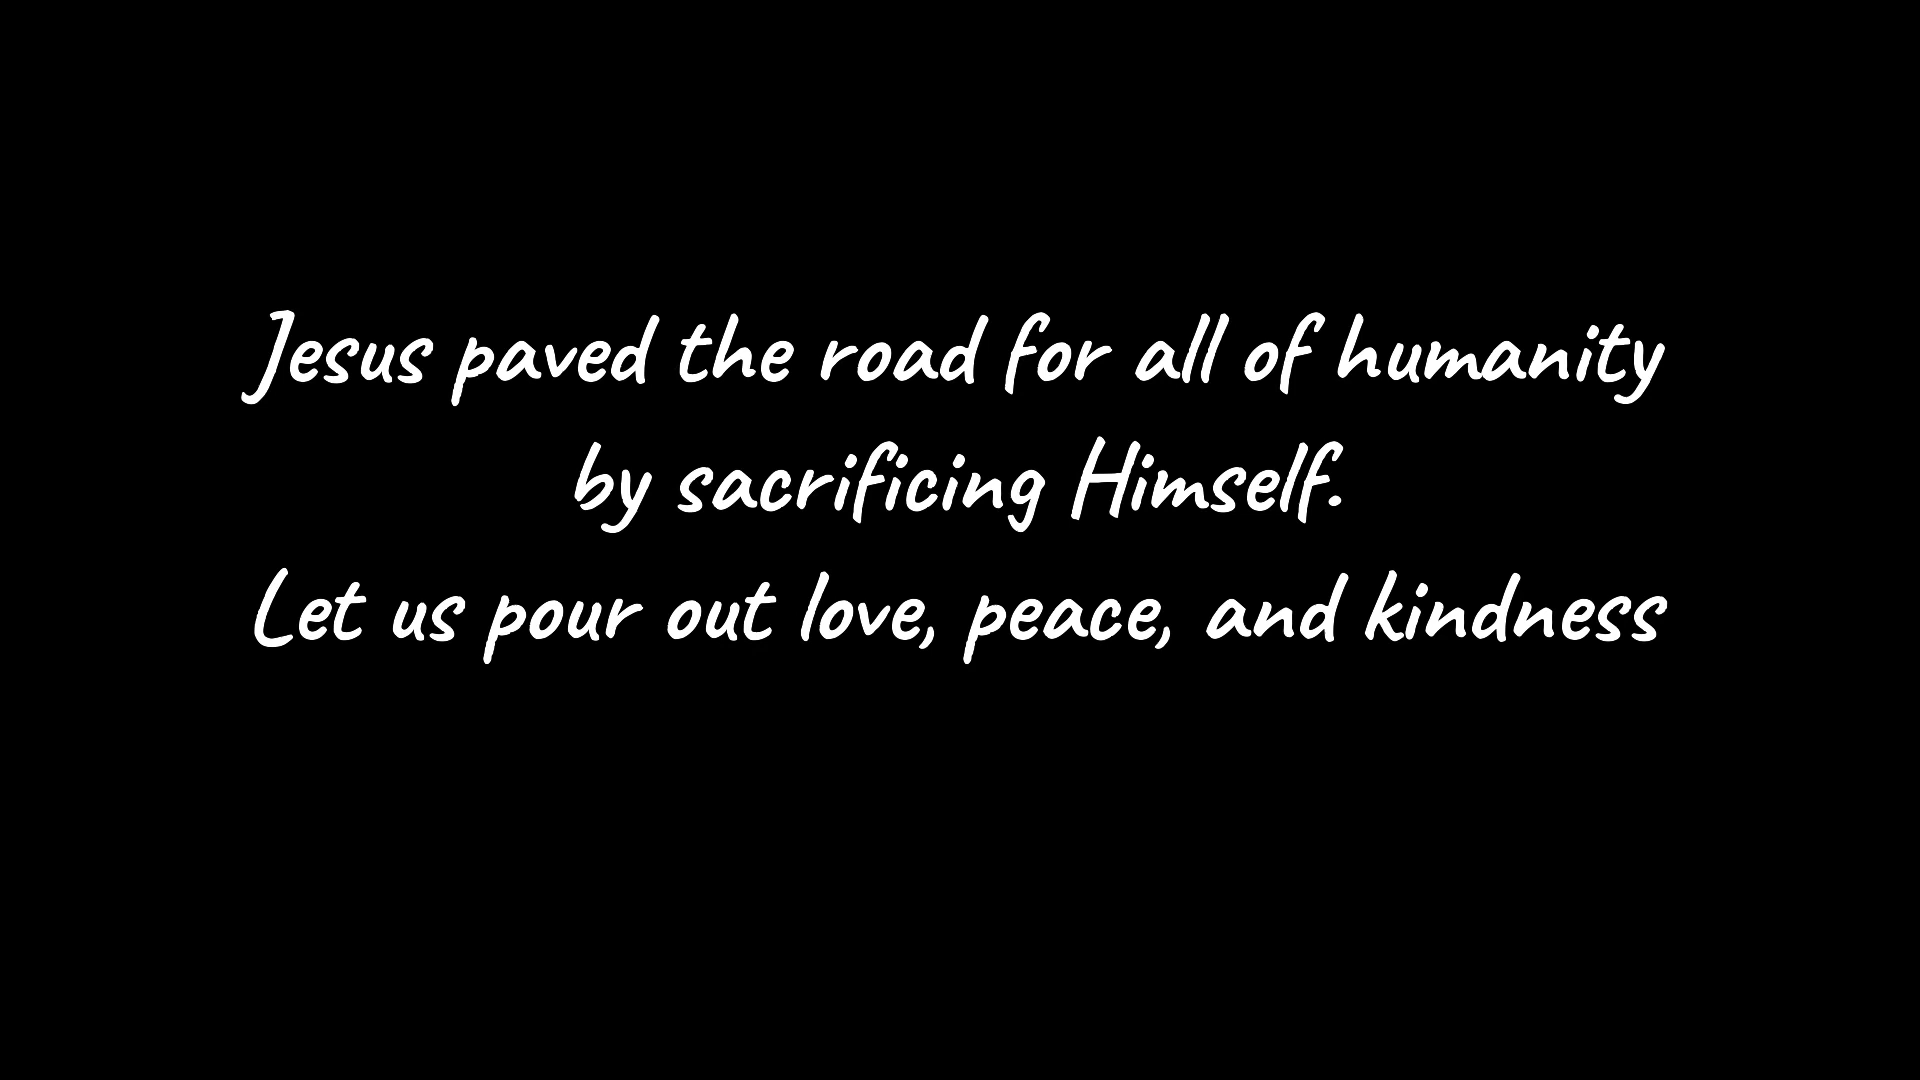 Jesus paved the road for all of humanity
by sacrificing Himself.
Let us pour out love, peace, and kindness